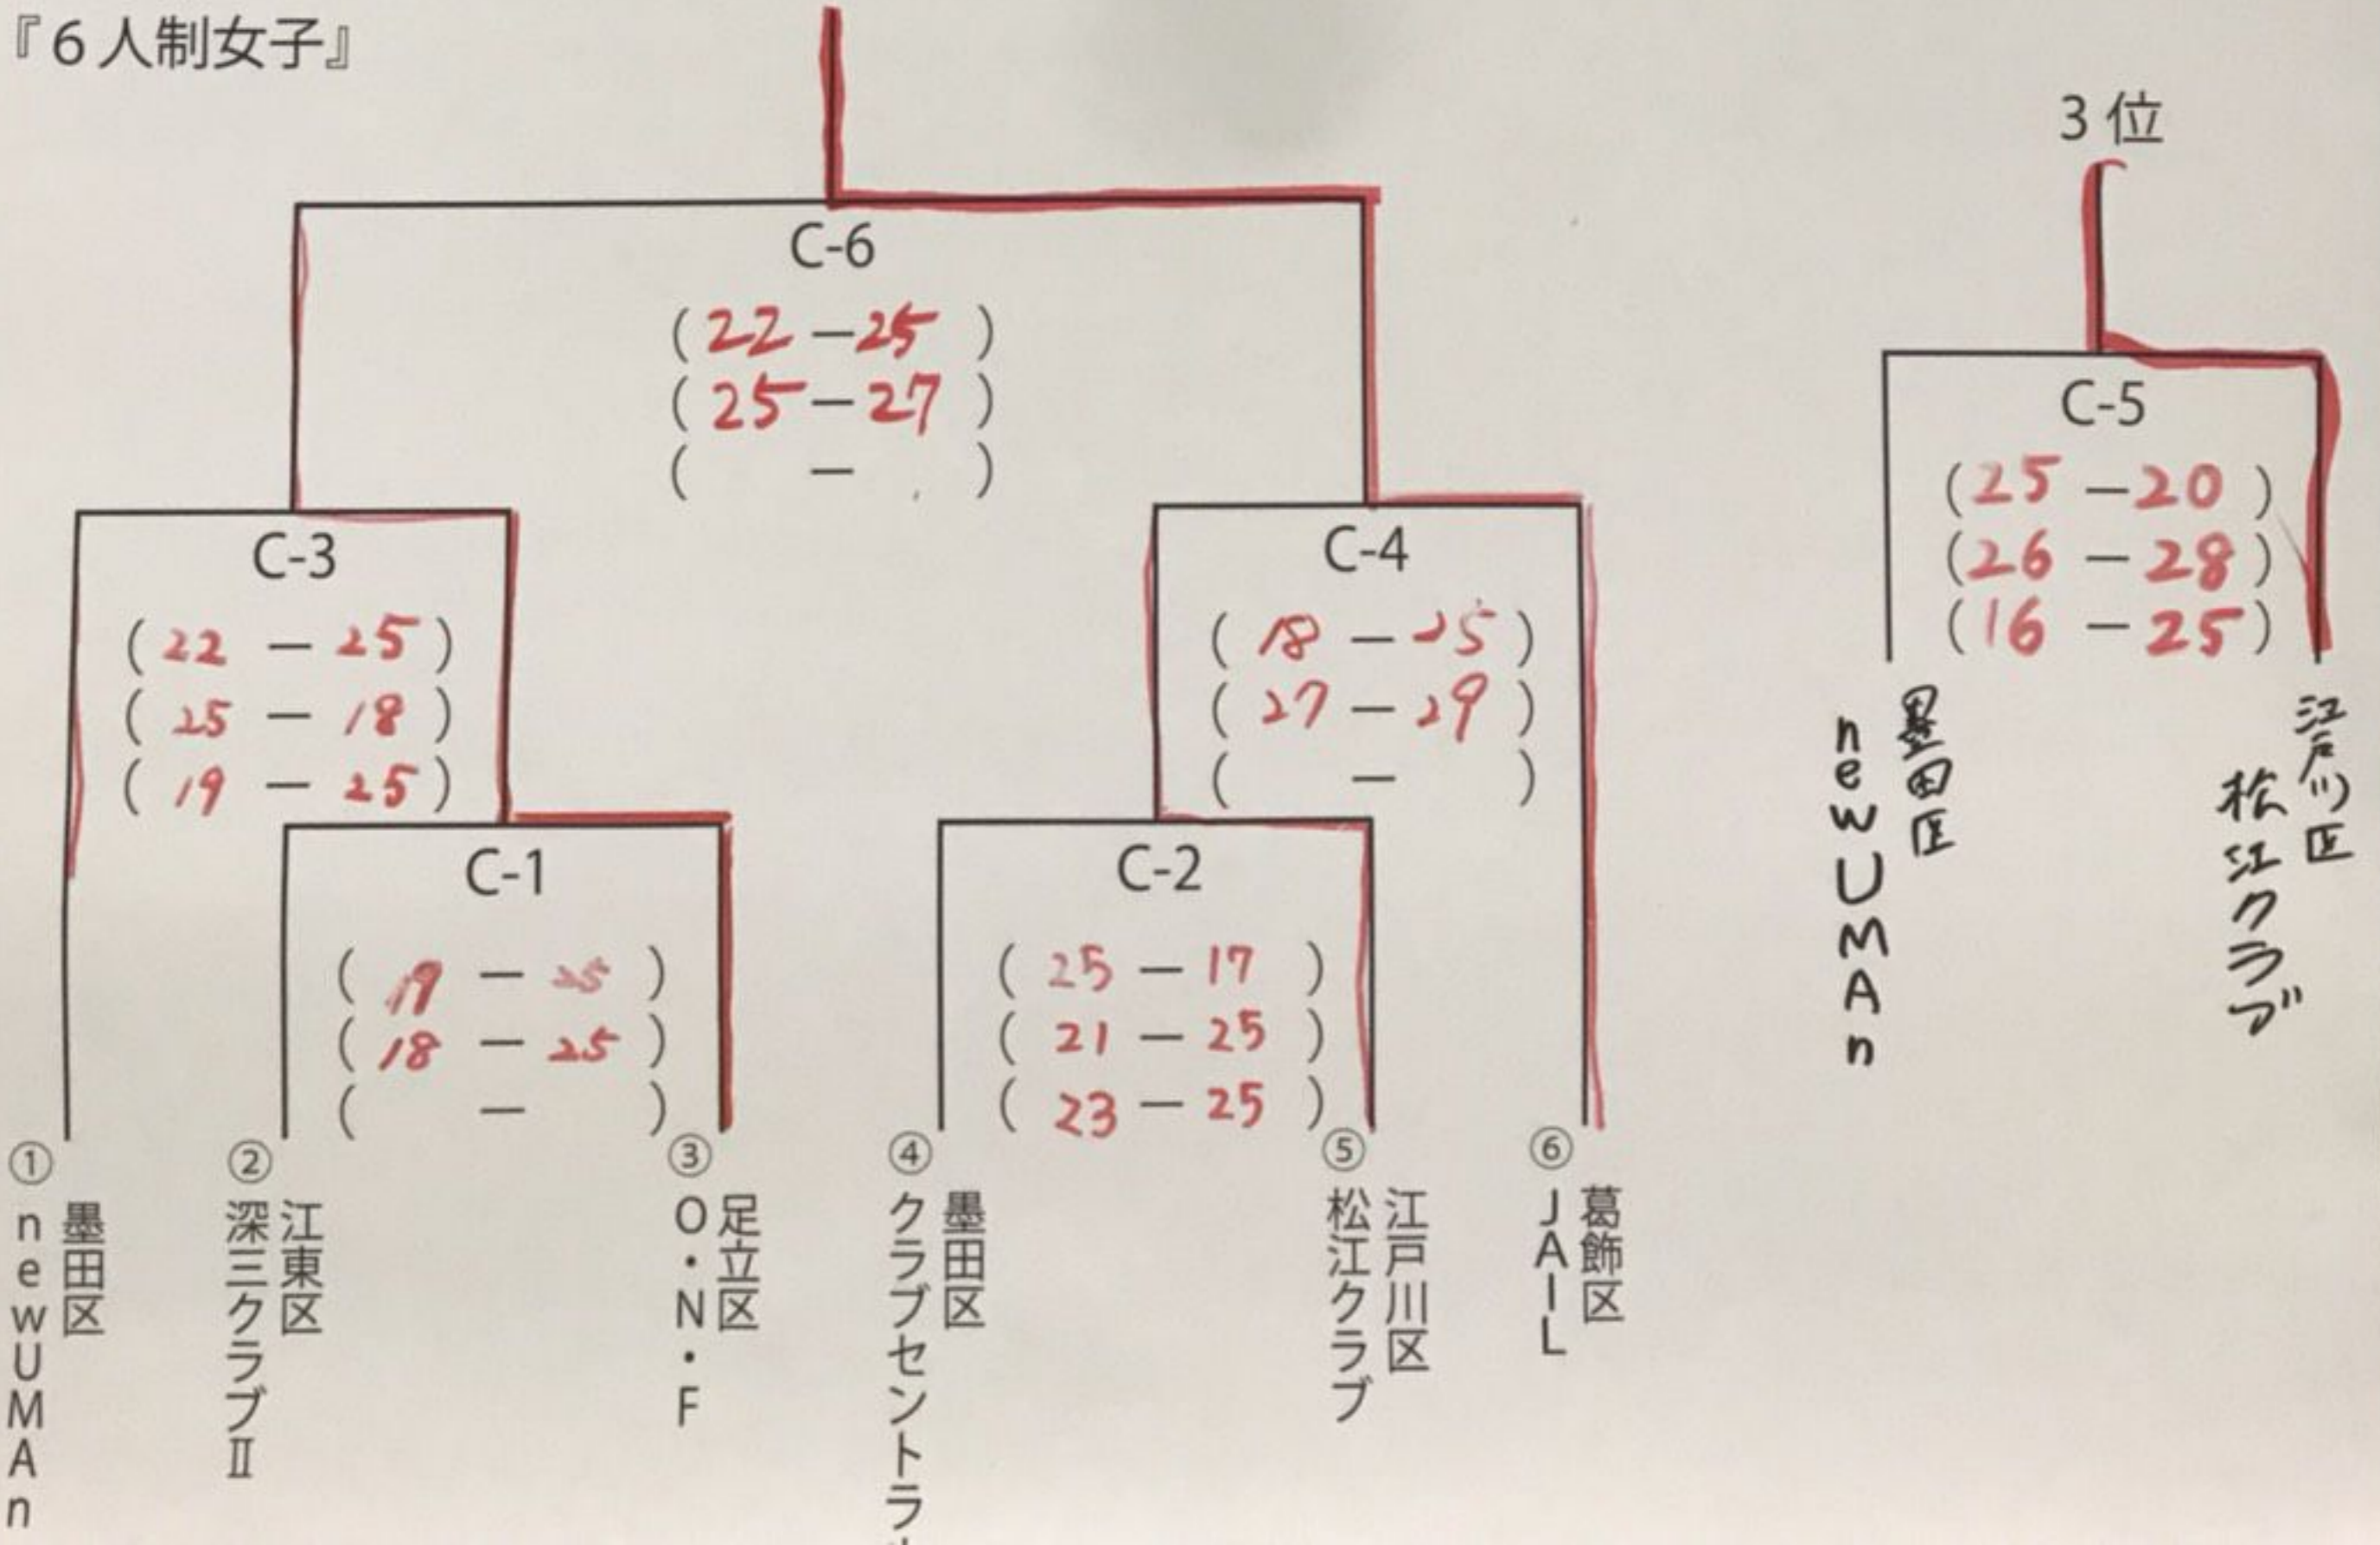 『６人制女子』
3 位
C-6
( 22 — 25 )
( 25 — 27 )
( — )
C-5
( 25 — 20 )
( 26 — 28 )
( 16 — 25 )
墨田区
newUMAn
江戸川区
松江クラブ
C-3
( 22 — 25 )
( 25 — 18 )
( 19 — 25 )
C-4
( 18 — 25 )
( 27 — 29 )
( — )
C-1
( 19 — 25 )
( 18 — 25 )
( — )
C-2
( 25 — 17 )
( 21 — 25 )
( 23 — 25 )
①
墨田区
newUMAn
②
江東区
深三クラブⅡ
③
足立区
O・N・F
④
墨田区
クラブセントラ
⑤
江戸川区
松江クラブ
⑥
葛飾区
JAIL